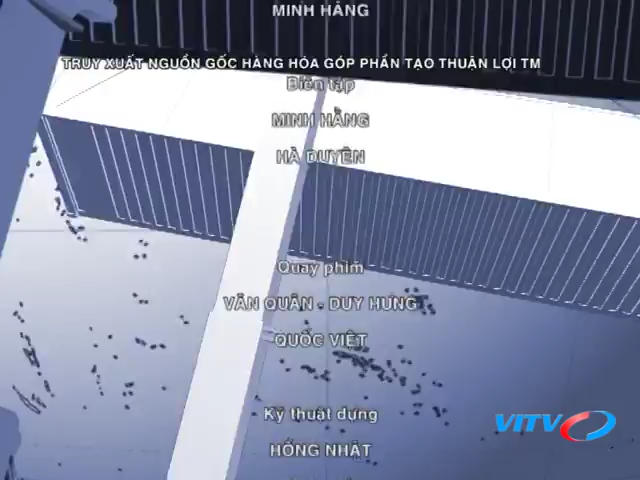 MINH HẰNG
TRUY XUẤT NGUỒN GỐC HÀNG HÓA GÓP PHẦN TẠO THUẬN LỢI TM
Biên tập
MINH HẰNG
HÀ DUYÊN
Quay phim
VĂN QUÂN - DUY HƯNG
QUỐC VIỆT
Kỹ thuật dựng
HỒNG NHẬT
VITV